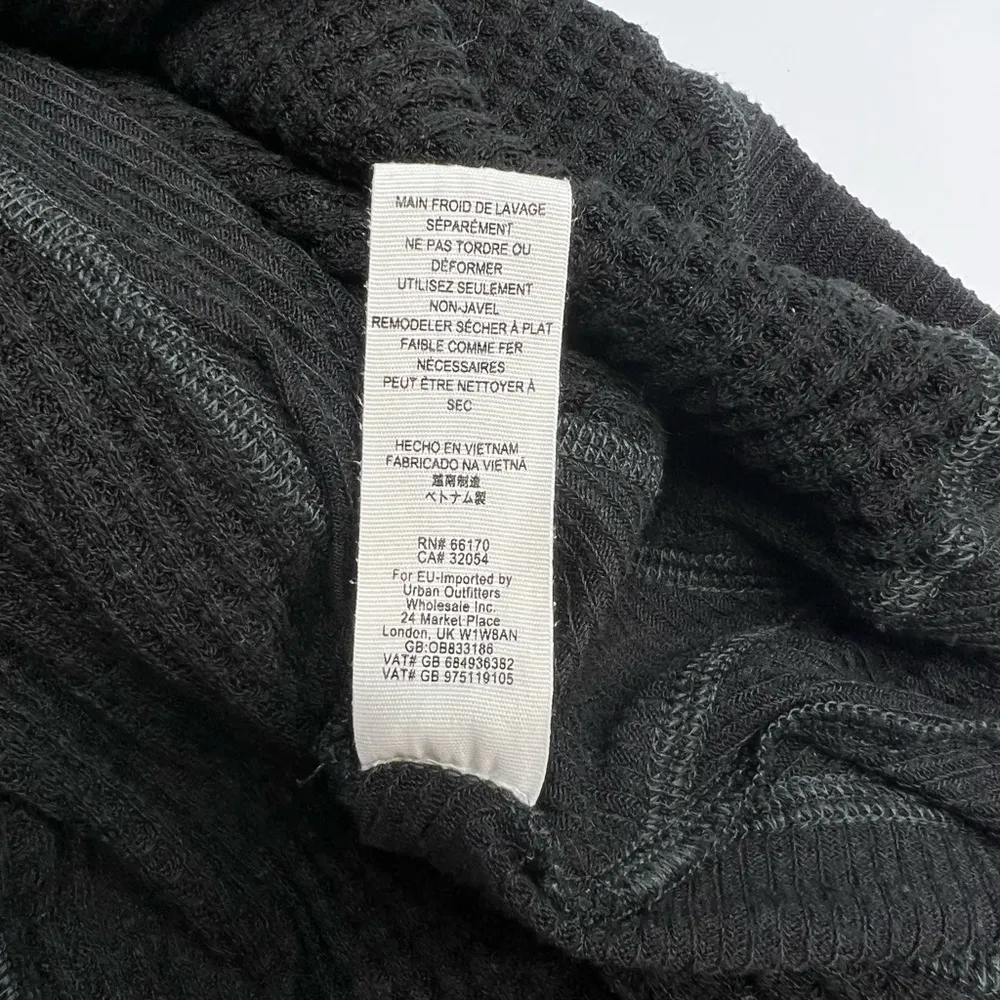 MAIN FROID DE LAVAGE
SÉPARÉMENT
NE PAS TORDRE OU
DÉFORMER
UTILISEZ SEULEMENT
NON-JAVEL
REMODELER SÉCHER À PLAT
FAIBLE COMME FER
NÉCESSAIRES
PEUT ÊTRE NETTOYER À
SEC
HECHO EN VIETNAM
FABRICADO NA VIETNÃ
越南制造
ベトナム製
RN# 66170
CA# 32054
For EU-Imported by
Urban Outfitters
Wholesale Inc.
24 Market Place
London, UK W1W8AN
GB:OB833186
VAT# GB 684936382
VAT# GB 975119105